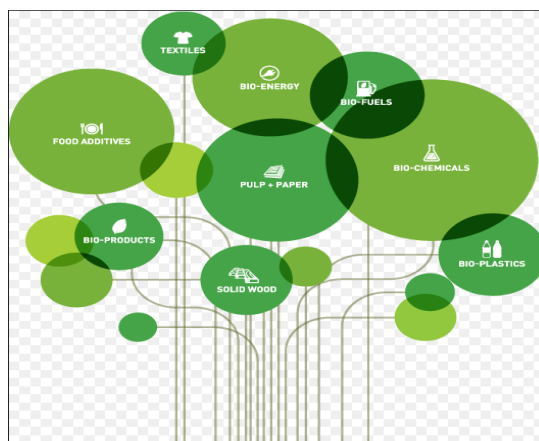 TEXTILES
BIO-ENERGY
BIO-FUELS
FOOD ADDITIVES
BIO-CHEMICALS
PULP + PAPER
BIO-PRODUCTS
BIO-PLASTICS
SOLID WOOD